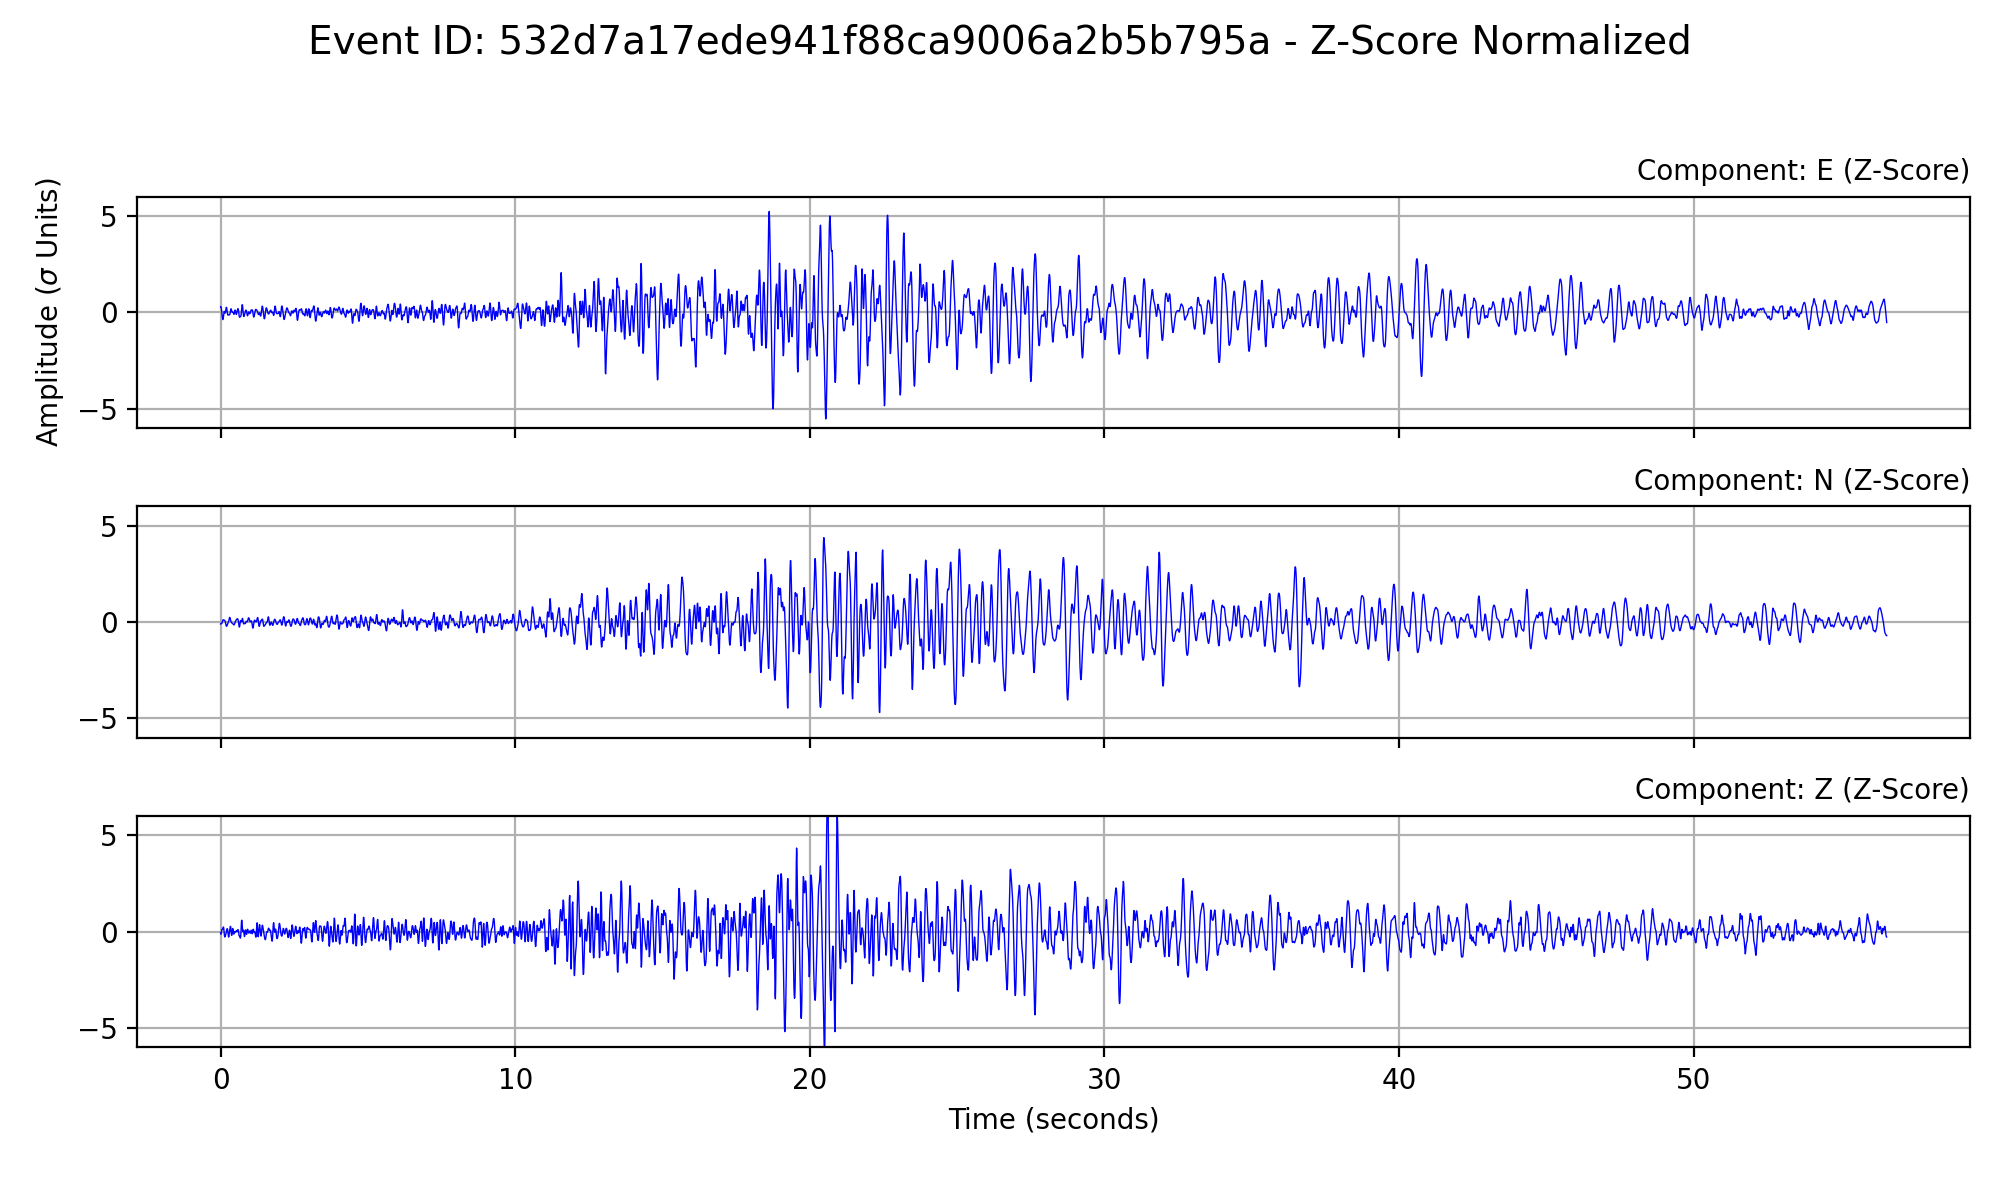 Event ID: 532d7a17ede941f88ca9006a2b5b795a - Z-Score Normalized
Component: E (Z-Score)
Amplitude (σ Units)
5
0
−5
Component: N (Z-Score)
5
0
−5
Component: Z (Z-Score)
5
0
−5
0 10 20 30 40 50
Time (seconds)